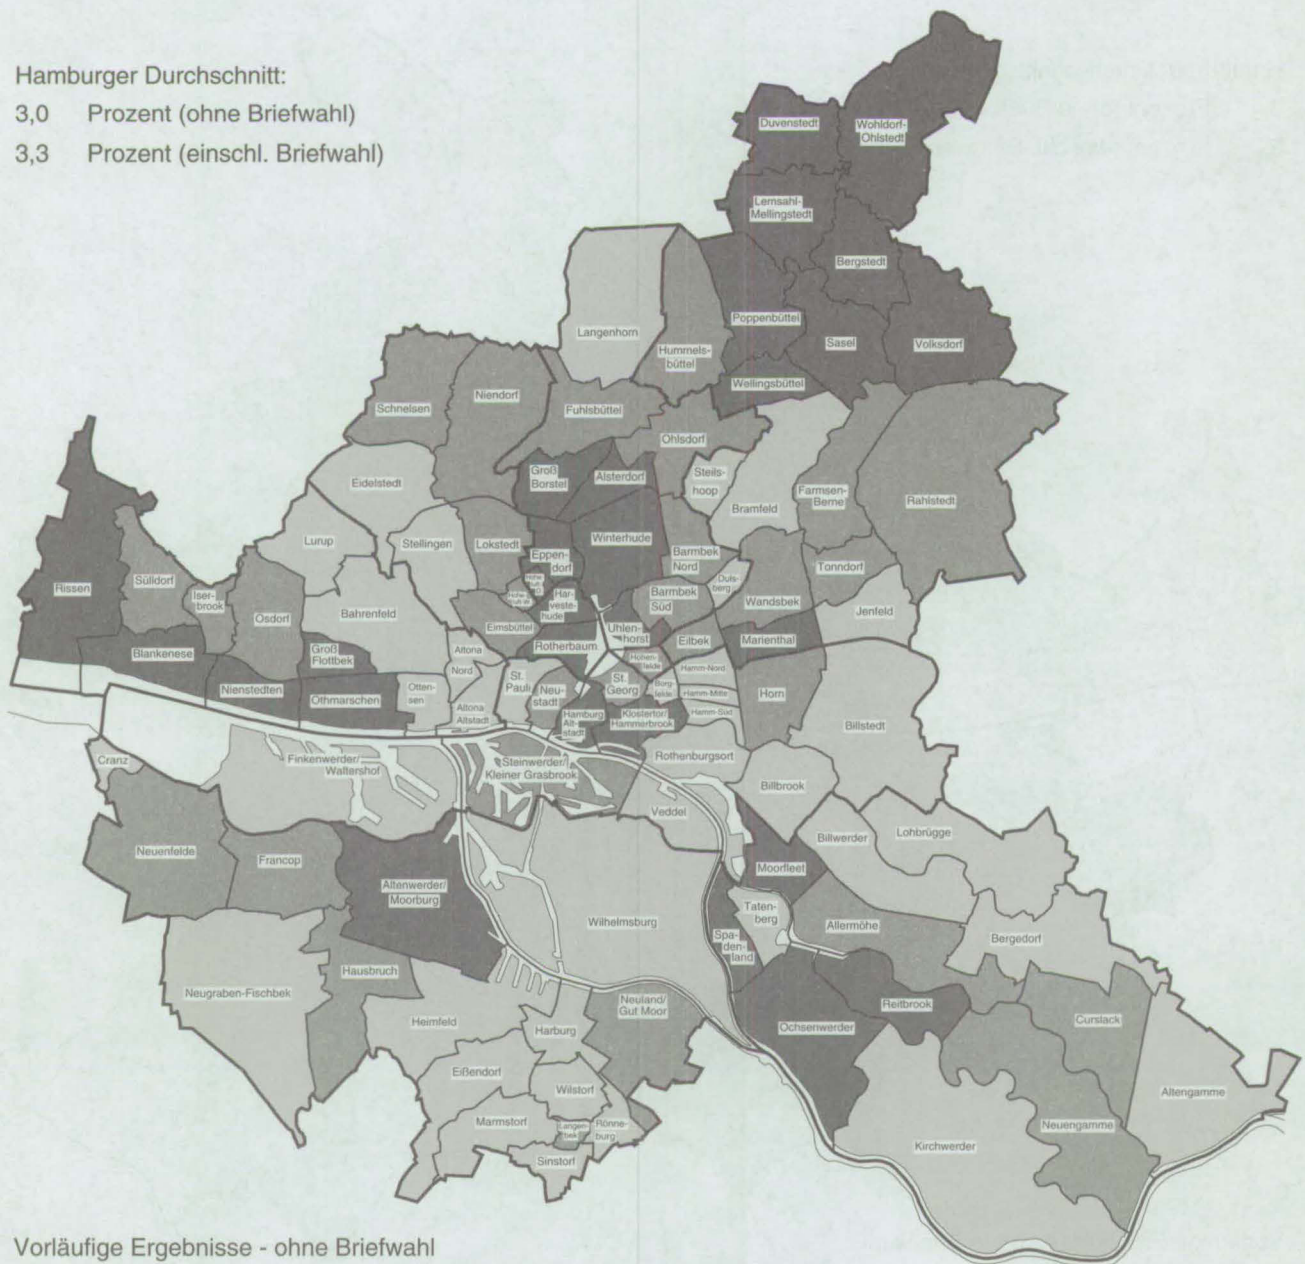 Hamburger Durchschnitt:
3,0 Prozent (ohne Briefwahl)
3,3 Prozent (einschl. Briefwahl)
Duvenstedt
Wohldorf-
Ohlstedt
Lemsahl-
Mellingstedt
Bergstedt
Poppenbüttel
Sasel
Volksdorf
Langenhorn
Hummels-
büttel
Wellingsbüttel
Schnelsen
Niendorf
Fuhlsbüttel
Ohlsdorf
Groß
Borstel
Alsterdorf
Steils-
hoop
Bramfeld
Farmsen-
Berne
Rahlstedt
Eidelstedt
Lurup
Stellingen
Lokstedt
Eppen-
dorf
Winterhude
Barmbek
Nord
Tonndorf
Rissen
Sülldorf
Iser-
brook
Osdorf
Bahrenfeld
Har-
veste-
hude
Barmbek
Süd
Duls-
berg
Wandsbek
Jenfeld
Eimsbüttel
Uhlen-
horst
Eilbek
Marienthal
Blankenese
Groß
Flottbek
Altona
Nord
Rotherbaum
Hohen-
felde
Hamm-Nord
Nienstedten
Othmarschen
Otten-
sen
Altona
Altstadt
St.
Pauli
Neu-
stadt
St.
Georg
Borg-
felde
Hamm-Mitte
Horn
Hamburg
Alt-
stadt
Klostertor/
Hammerbrook
Hamm-Süd
Billstedt
Cranz
Finkenwerder/
Waltershof
Steinwerder/
Kleiner Grasbrook
Rothenburgsort
Billbrook
Veddel
Billwerder
Lohbrügge
Neuenfelde
Francop
Altenwerder/
Moorburg
Moorfleet
Wilhelmsburg
Taten-
berg
Spa-
den-
land
Allermöhe
Bergedorf
Hausbruch
Neugraben-Fischbek
Neuland/
Gut Moor
Reitbrook
Ochsenwerder
Curslack
Heimfeld
Harburg
Eißendorf
Wilstorf
Altengamme
Marmstorf
Langen-
bek
Rönne-
burg
Neuengamme
Kirchwerder
Sinstorf
Vorläufige Ergebnisse - ohne Briefwahl